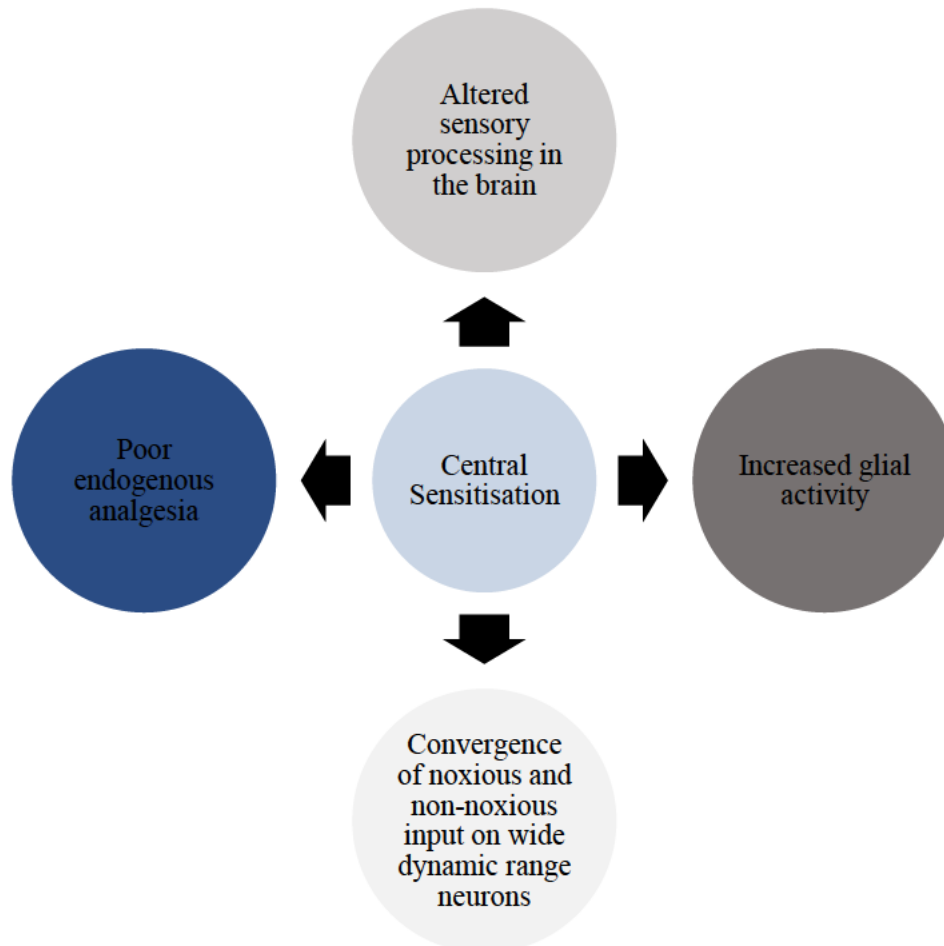 Altered
sensory
processing in
the brain
Poor
endogenous
analgesia
Central
Sensitisation
Increased glial
activity
Convergence
of noxious and
non-noxious
input on wide
dynamic range
neurons